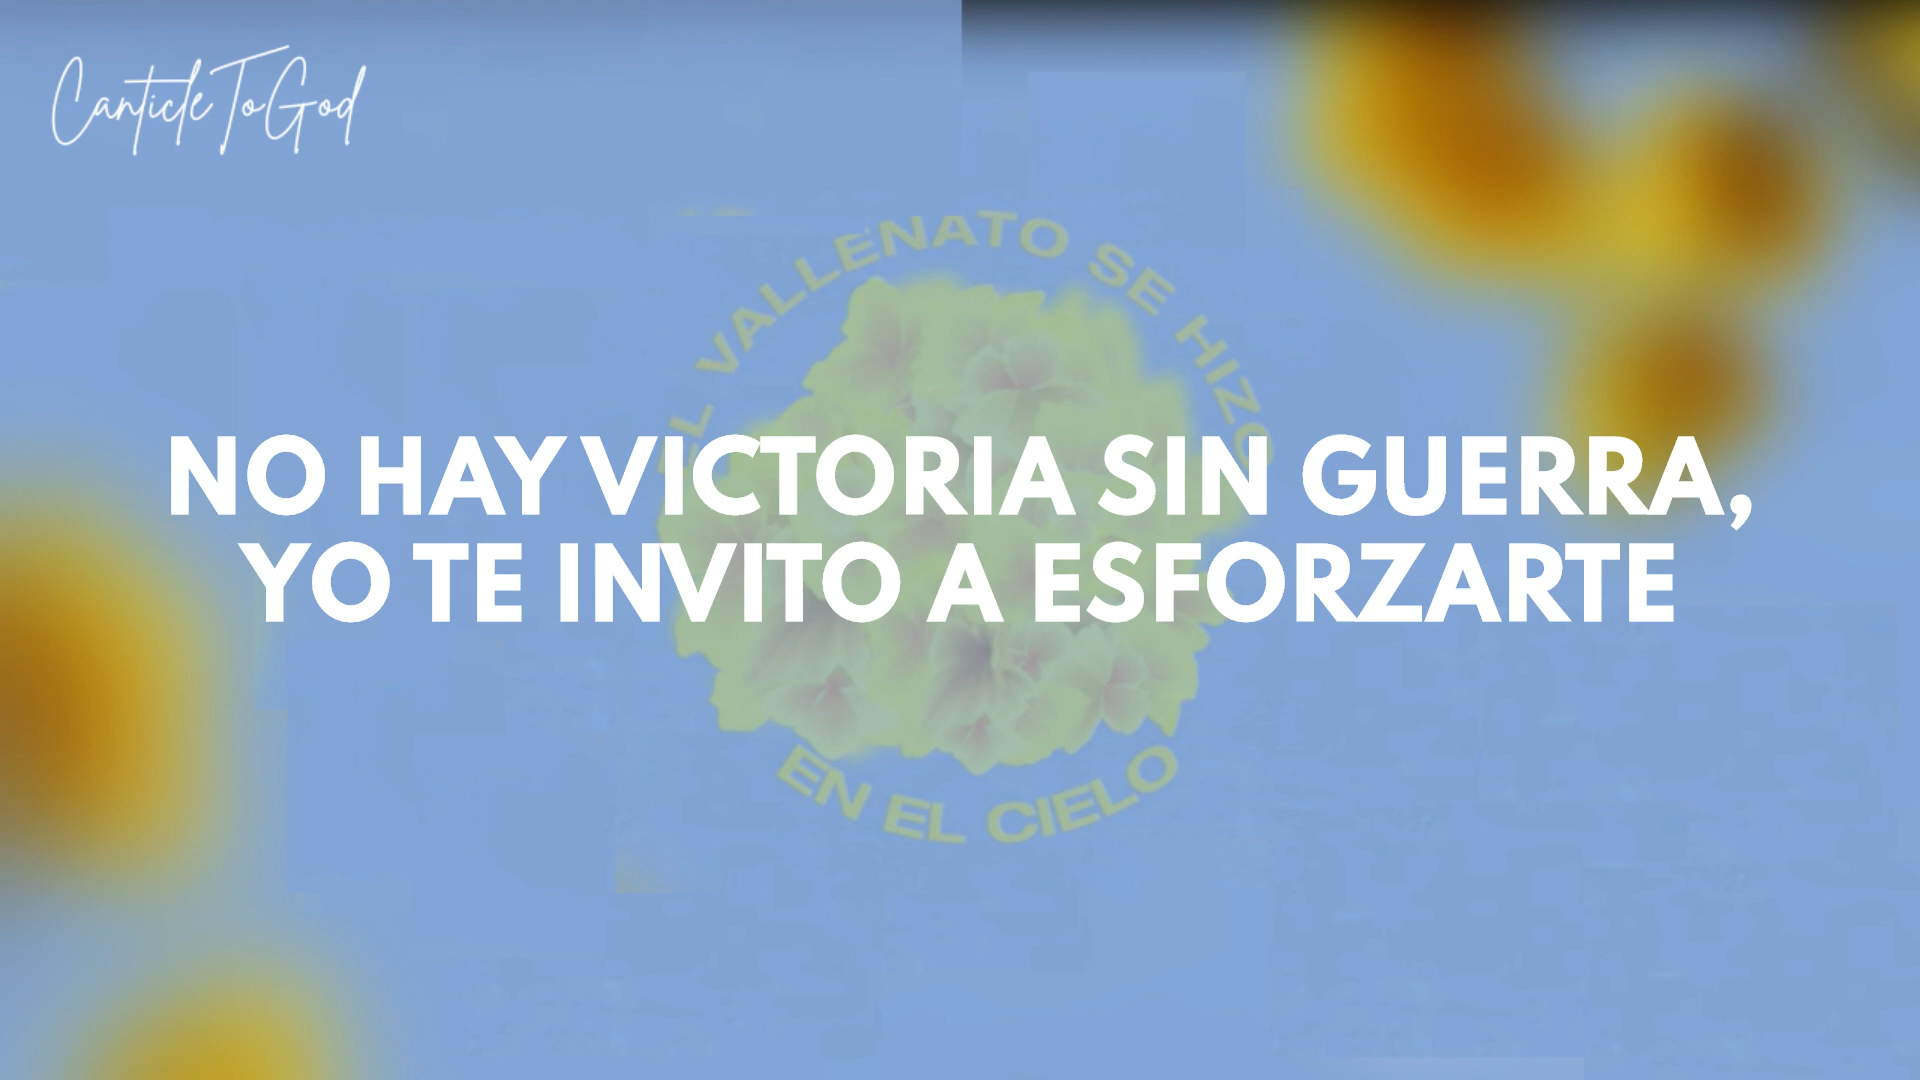 CanticleToGod
EL VALLENATO SE HIZO
NO HAY VICTORIA SIN GUERRA,
YO TE INVITO A ESFORZARTE
EN EL CIELO